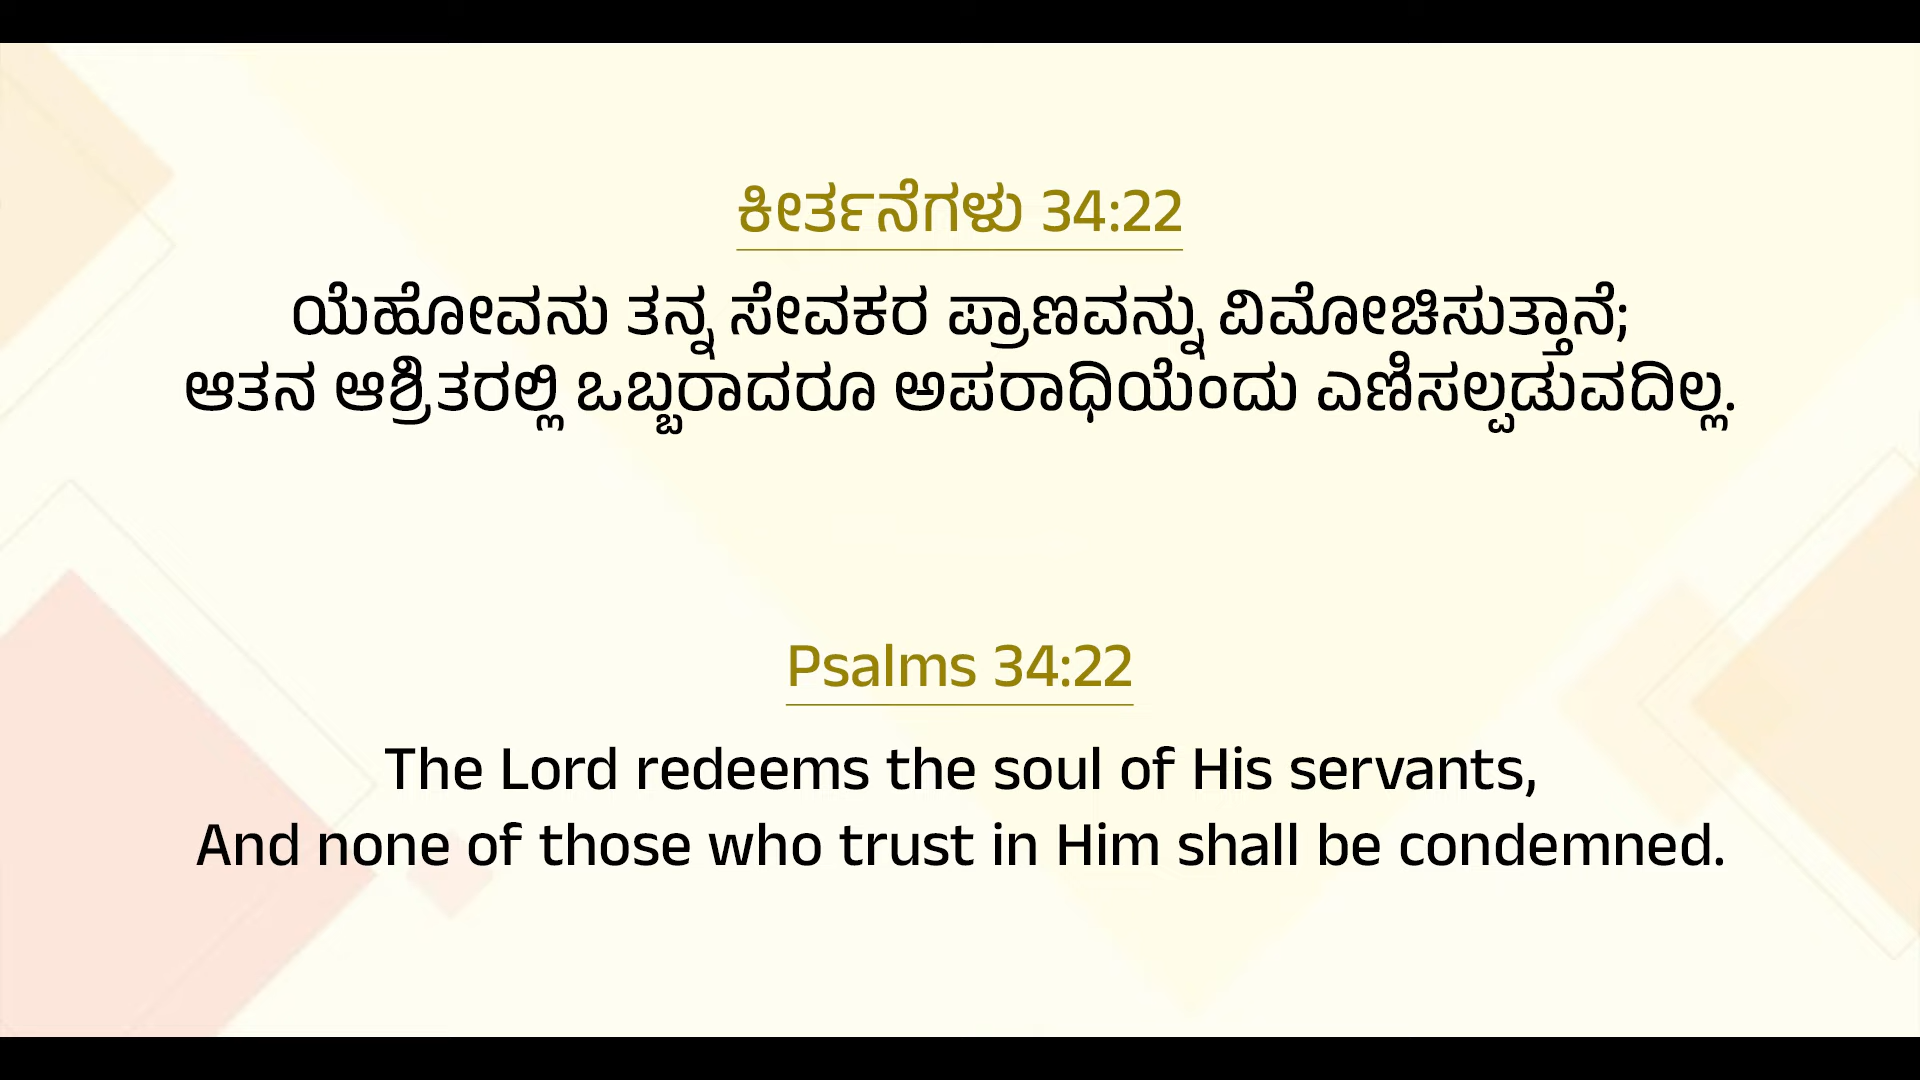 ಕೀರ್ತನೆಗಳು 34:22
ಯೆಹೋವನು ತನ್ನ ಸೇವಕರ ಪ್ರಾಣವನ್ನು ವಿಮೋಚಿಸುತ್ತಾನೆ;
ಆತನ ಆಶ್ರಿತರಲ್ಲಿ ಒಬ್ಬರಾದರೂ ಅಪರಾಧಿಯೆಂದು ಎಣಿಸಲ್ಪಡುವದಿಲ್ಲ.
Psalms 34:22
The Lord redeems the soul of His servants,
And none of those who trust in Him shall be condemned.